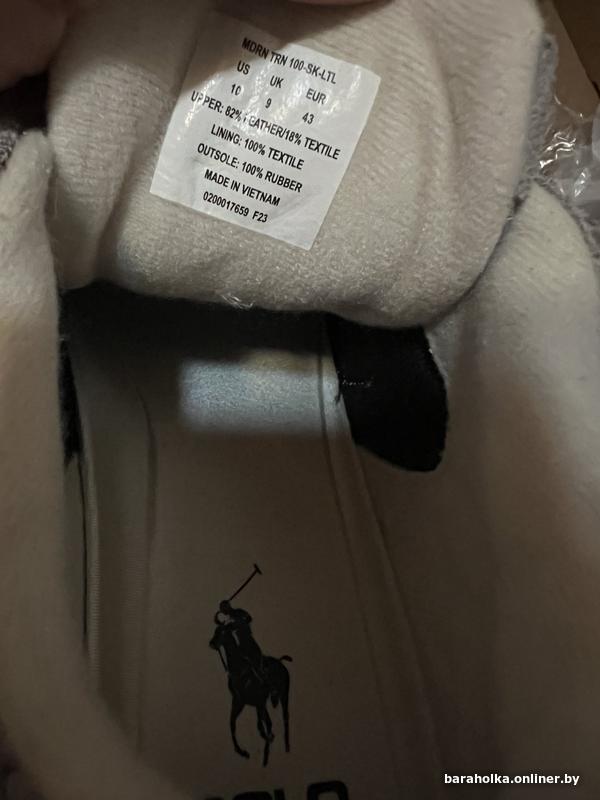 MDRN TRN 100-SK-LTL
US UK EUR
10 9 43
UPPER: 82% LEATHER/18% TEXTILE
LINING: 100% TEXTILE
OUTSOLE: 100% RUBBER
MADE IN VIETNAM
0200017659 F23
baraholka.onliner.by